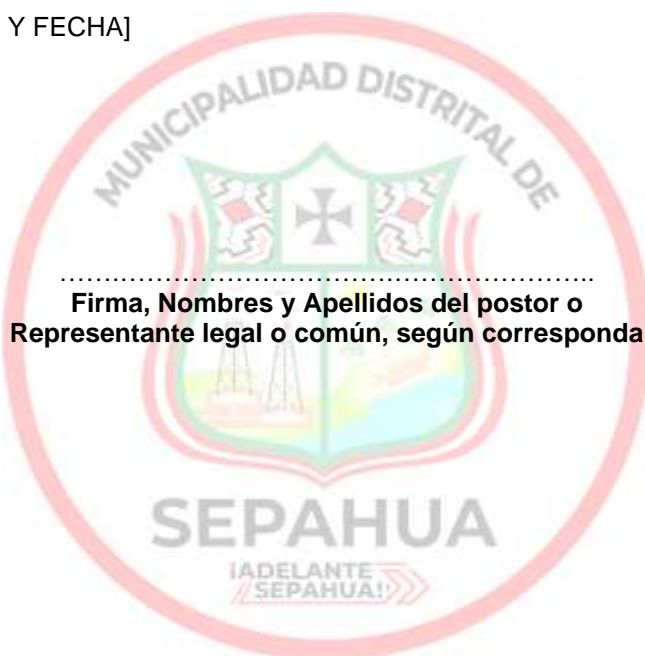 Y FECHA]
MUNICIPALIDAD DISTRITAL DE
…….……………………….…………………..
Firma, Nombres y Apellidos del postor o
Representante legal o común, según corresponda
SEPAHUA
¡ADELANTE
SEPAHUA!